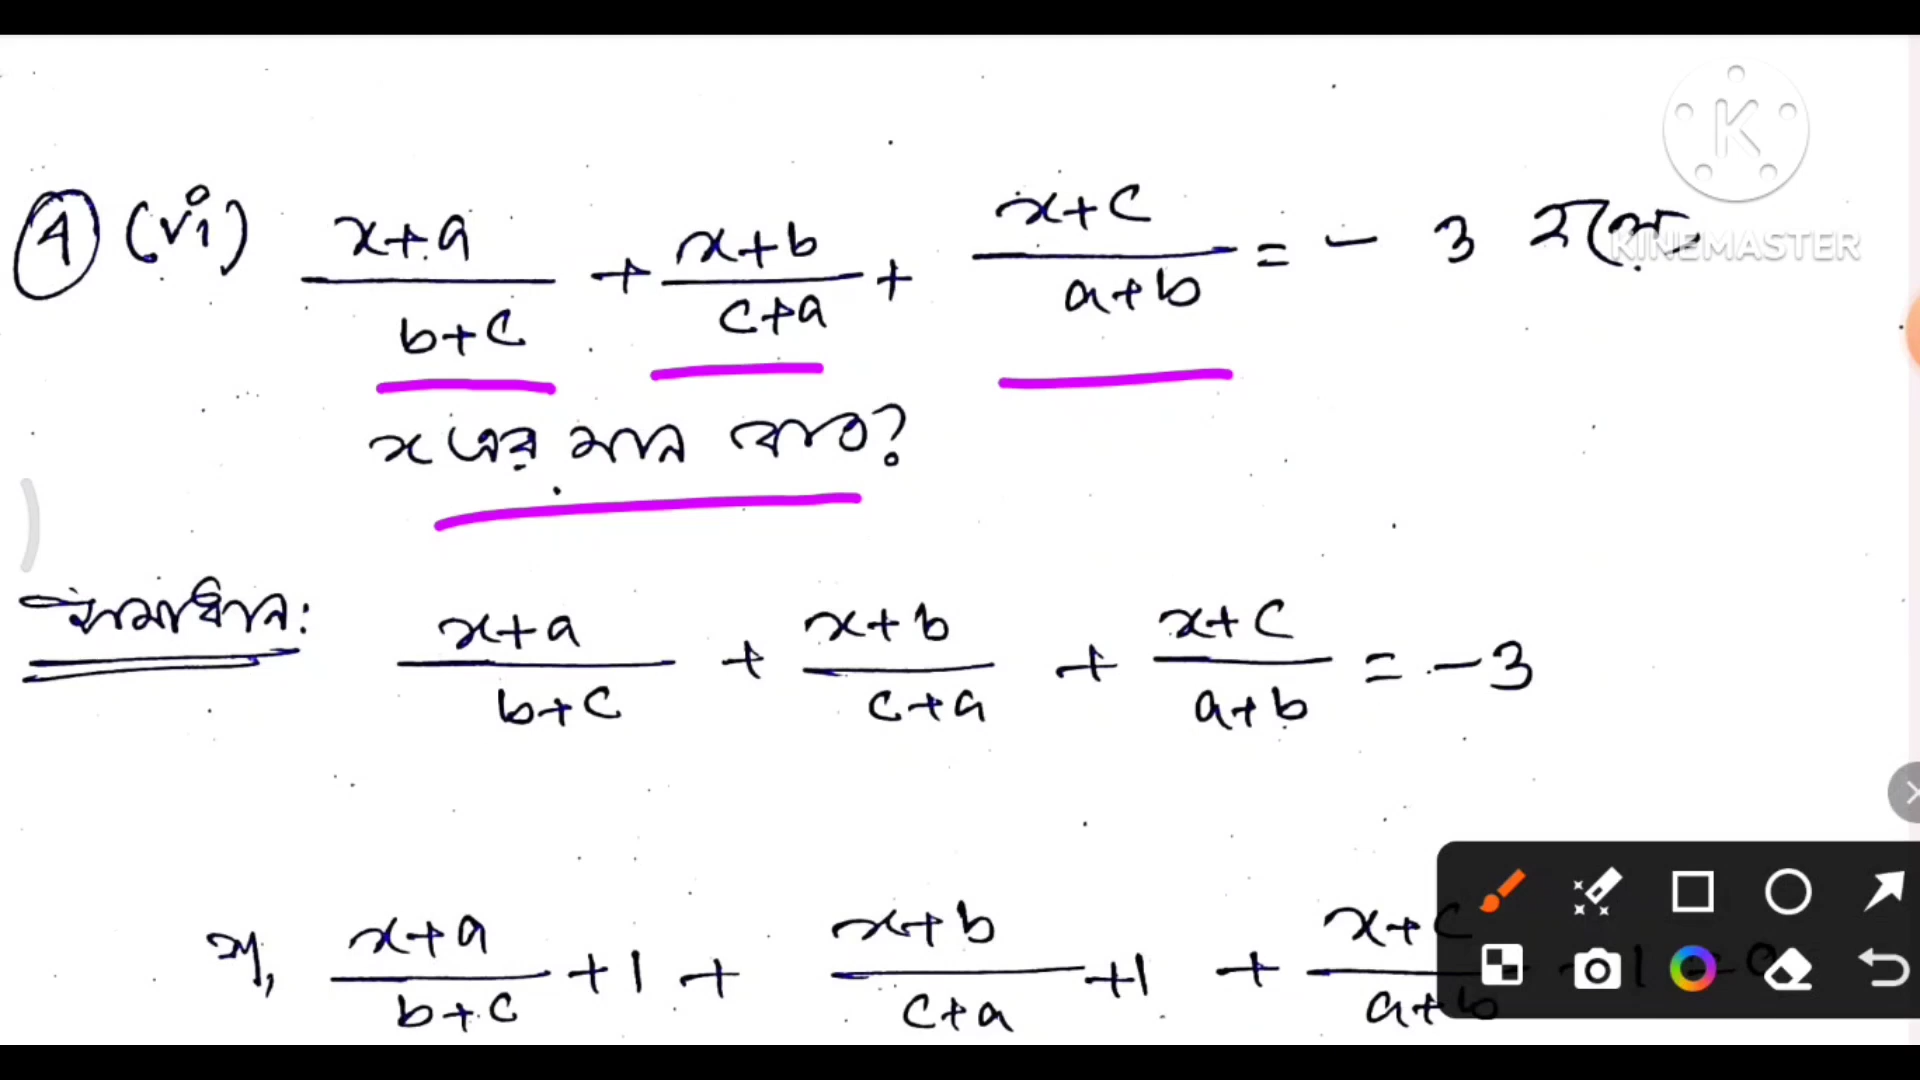 ④ (vi) (x+a)/(b+c) + (x+b)/(c+a) + (x+c)/(a+b) = -3 হলে
KINEMASTER
x এর মান কত?
সমাধান: (x+a)/(b+c) + (x+b)/(c+a) + (x+c)/(a+b) = -3
বা, (x+a)/(b+c) +1 + (x+b)/(c+a) +1 + (x+c)/(a+b)